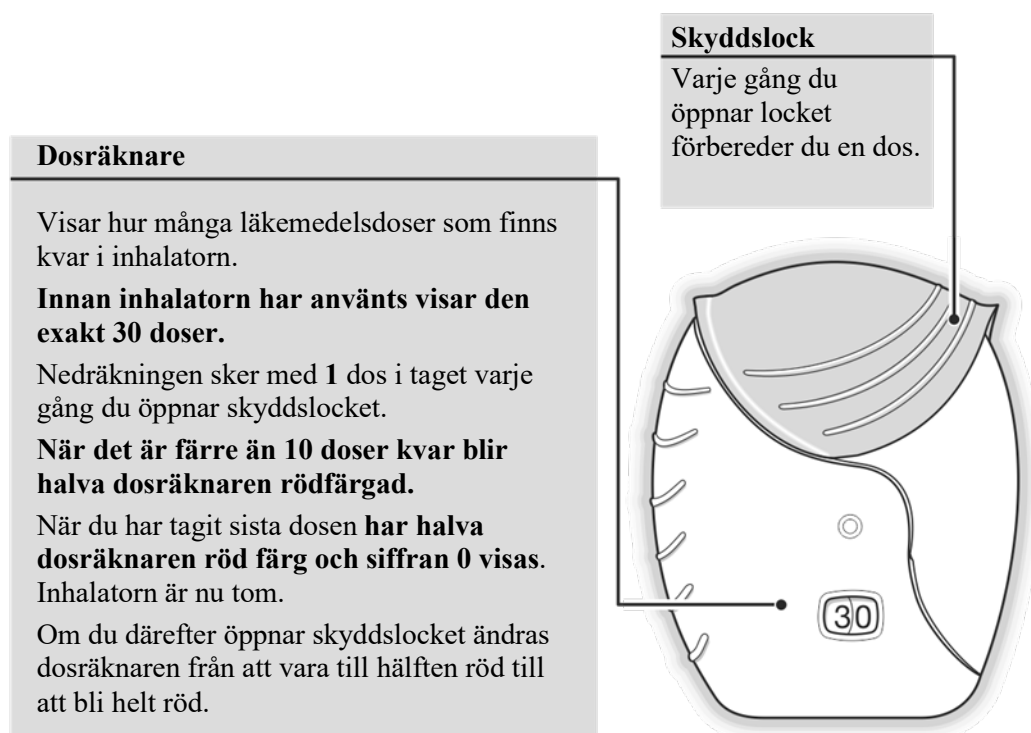 Skyddslock
Varje gång du
öppnar locket
förbereder du en dos.
Dosräknare
Visar hur många läkemedelsdoser som finns
kvar i inhalatorn.
Innan inhalatorn har använts visar den
exakt 30 doser.
Nedräkningen sker med 1 dos i taget varje
gång du öppnar skyddslocket.
När det är färre än 10 doser kvar blir
halva dosräknaren rödfärgad.
När du har tagit sista dosen har halva
dosräknaren röd färg och siffran 0 visas.
Inhalatorn är nu tom.
Om du därefter öppnar skyddslocket ändras
dosräknaren från att vara till hälften röd till
att bli helt röd.
30